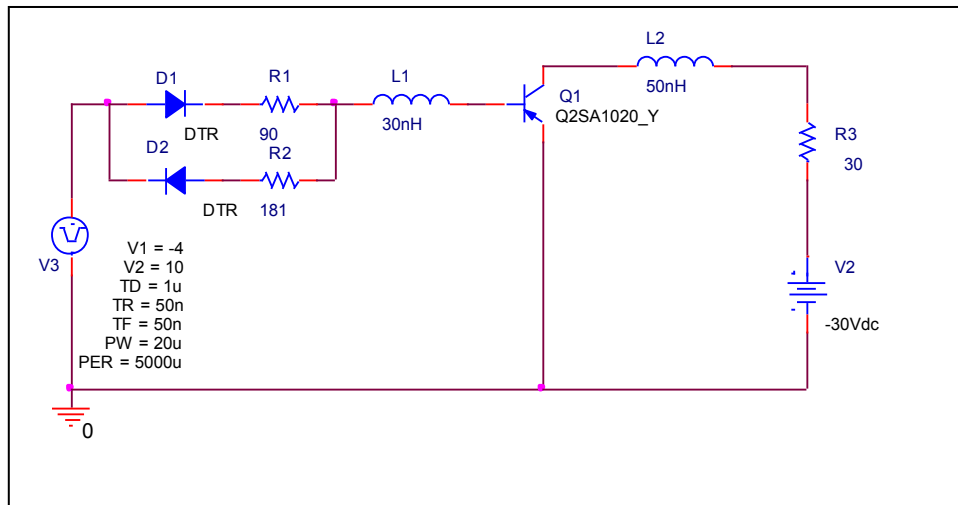 L2
50nH
D1
R1
L1
Q1
Q2SA1020_Y
DTR
90
30nH
R3
30
D2
R2
DTR
181
V3
V1 = -4
V2 = 10
TD = 1u
TR = 50n
TF = 50n
PW = 20u
PER = 5000u
V2
-30Vdc
0